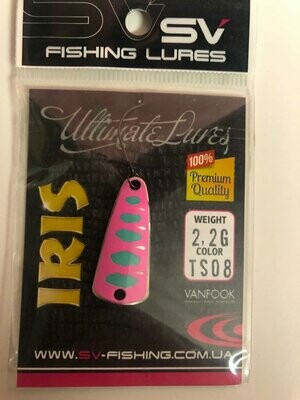 SV SV
FISHING LURES
Ultimate Lures
100%
Premium
Quality
IRIS
WEIGHT
2,2G
COLOR
TS08
VANFOOK
WWW.SV-FISHING.COM.UA